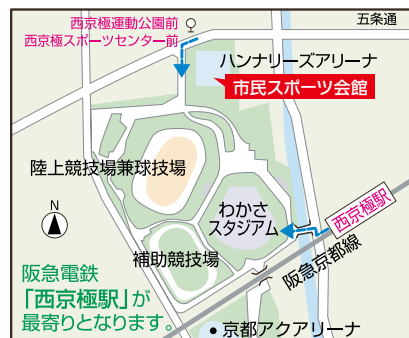 西京極運動公園前
西京極スポーツセンター前
五条通
ハンナリーズアリーナ
市民スポーツ会館
陸上競技場兼球技場
わかさ
スタジアム
西京極駅
N
補助競技場
阪急京都線
阪急電鉄
「西京極駅」が
最寄りとなります。
京都アクアリーナ